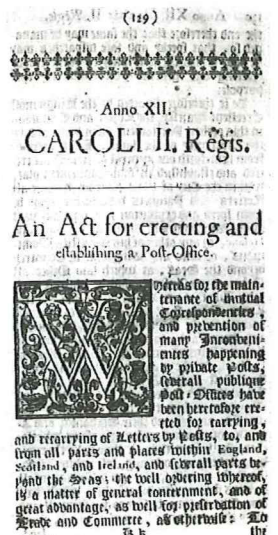 (129)
Anno XII.
CAROLI II. Regis.
An Act for erecting and
establishing a Post-Office.
WHereas for the main-
tenance of mutual
Correspondencies,
and prevention of
many Inconveni-
ences happening
by private Posts,
severall publique
Post-Offices have
been heretofore ere-
cted for carrying,
and recarrying of Letters by Posts, to, and
from all parts and places within England,
Scotland, and Ireland, and severall parts be-
yond the Seas; the well ordering whereof,
is a matter of general concernment, and of
great advantage, as well for preservation of
Trade and Commerce, as otherwise: To
the